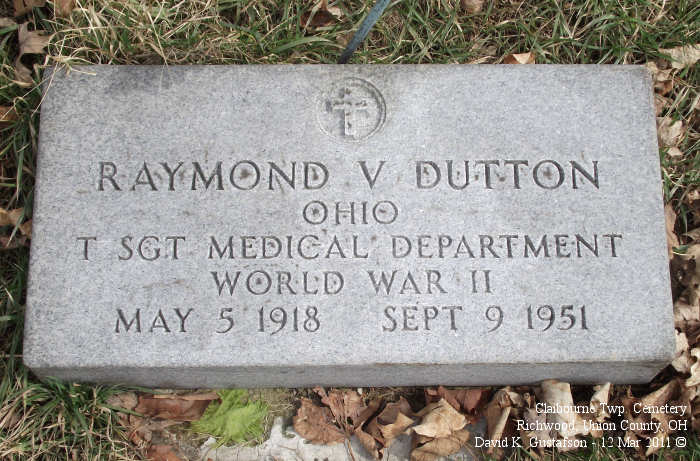 RAYMOND V DUTTON
OHIO
T SGT MEDICAL DEPARTMENT
WORLD WAR II
MAY 5 1918 SEPT 9 1951
Claibourne Twp. Cemetery
Richwood, Union County, OH
David K. Gustafson - 12 Mar 2011 ©